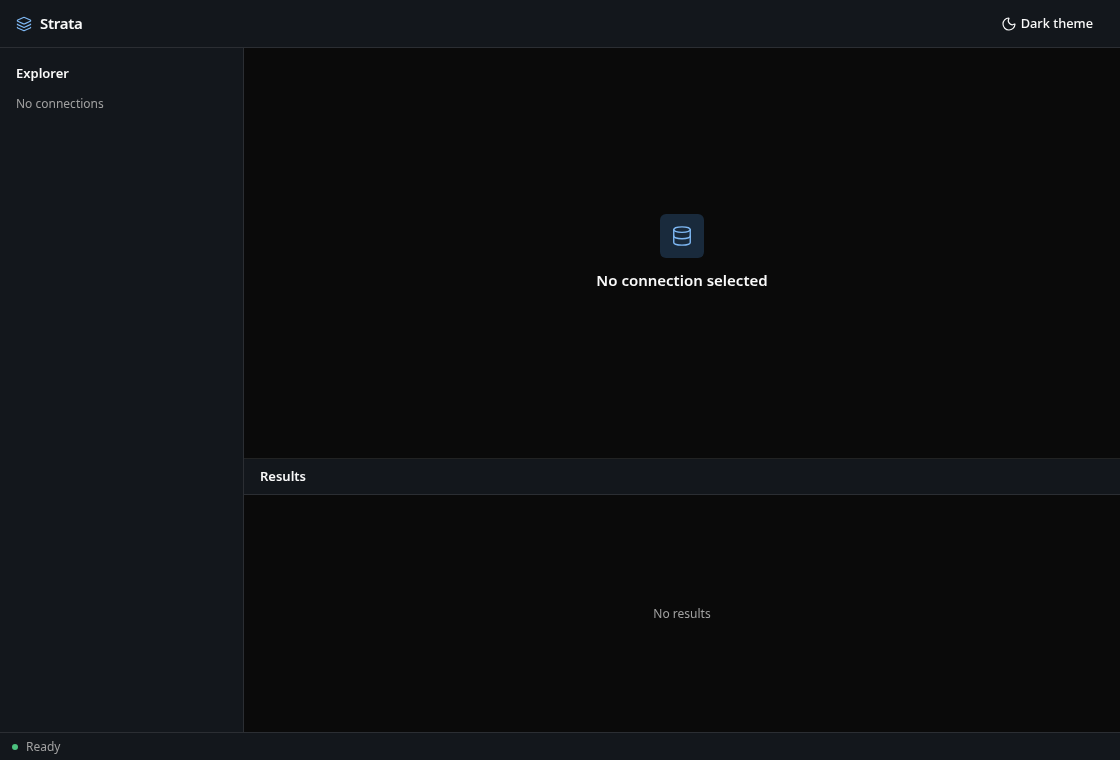 Strata
Dark theme
Explorer
No connections
No connection selected
Results
No results
Ready